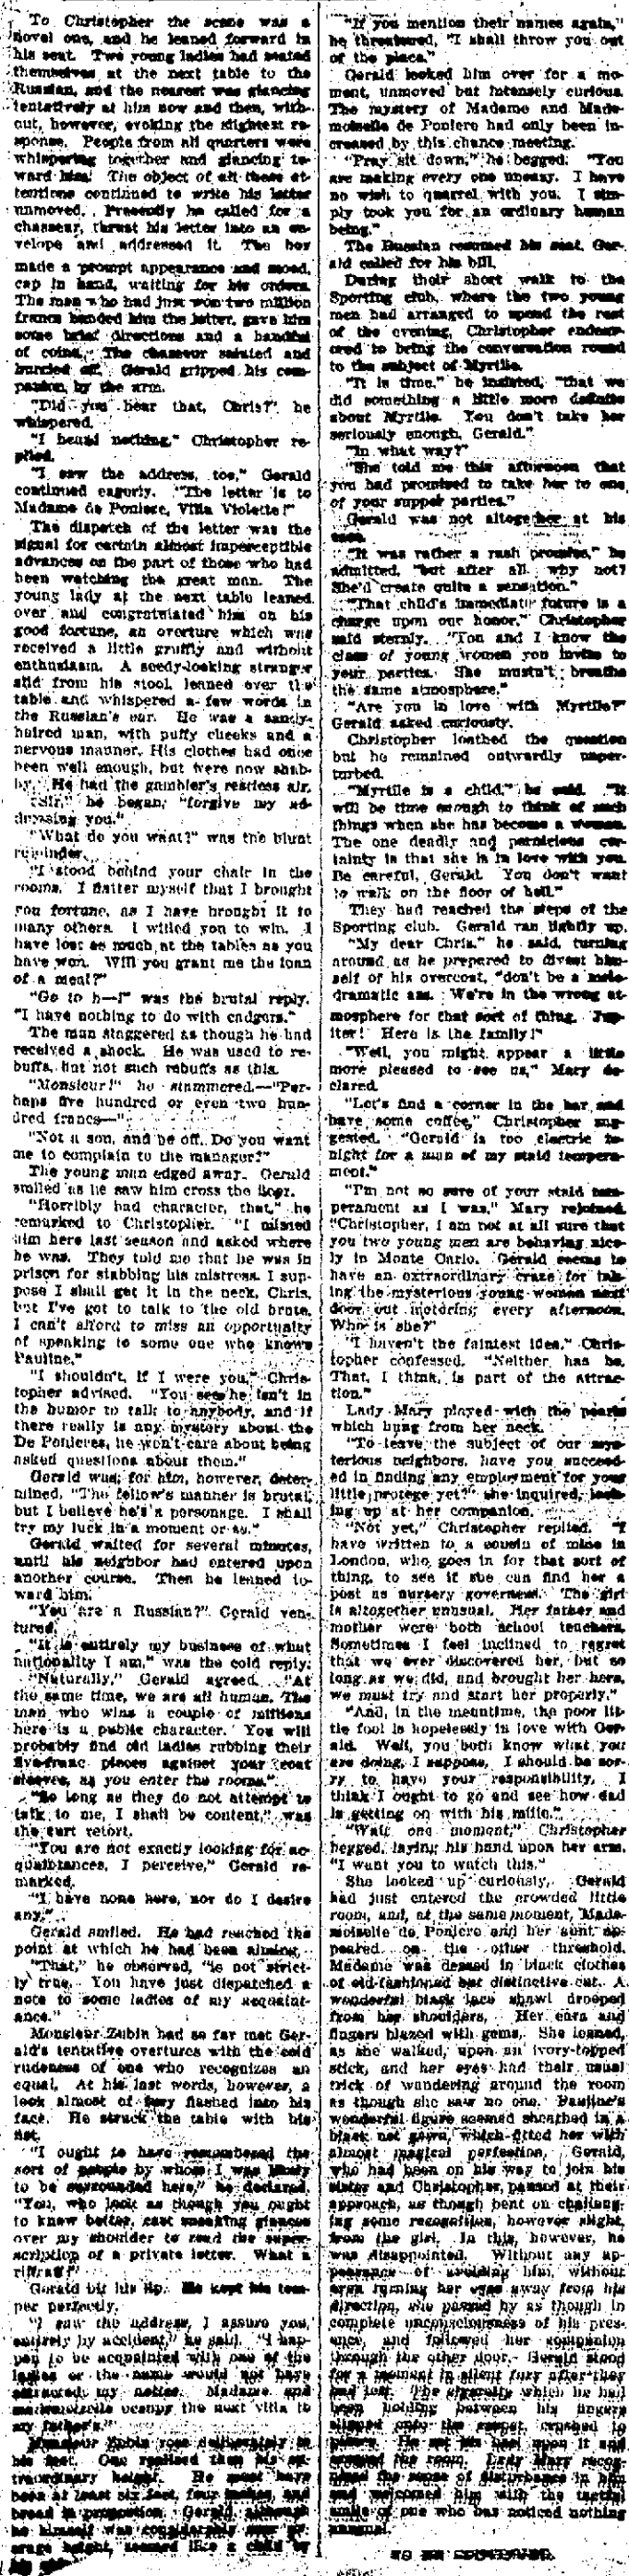 To Christopher the scene was a
novel one, and he leaned forward in
his seat. Two young ladies had seated
themselves at the next table to the
Russian, and the nearest was glancing
tentatively at him now and then, with-
out, however, evoking the slightest re-
sponse. People from all quarters were
whispering together and glancing to-
ward him. The object of all these at-
tentions continued to write his letter
unmoved. Presently he called for a
chasseur, thrust his letter into an en-
velope and addressed it. The boy
made a prompt appearance and stood,
cap in hand, waiting for his orders.
The man who had just won two million
francs handed him the letter, gave him
some brief directions and a handful
of coins. The chasseur saluted and
hurried off. Gerald gripped his com-
panion by the arm.
"Did you hear that, Chris?" he
whispered.
"I heard nothing," Christopher re-
plied.
"I saw the address, too," Gerald
continued eagerly. "The letter is to
Madame de Poniere, Villa Violette!"
The dispatch of the letter was the
signal for certain almost imperceptible
advances on the part of those who had
been watching the great man. The
young lady at the next table leaned
over and congratulated him on his
good fortune, an overture which was
received a little gruffly and without
enthusiasm. A seedy-looking stranger
slid from his stool, leaned over the
table and whispered a few words in
the Russian's ear. He was a sandy-
haired man, with puffy cheeks and a
nervous manner. His clothes had once
been well enough, but were now shab-
by. He had the gambler's restless air.
"Sir," he began, "forgive my ad-
dressing you."
"What do you want?" was the blunt
rejoinder.
"I stood behind your chair in the
rooms. I flatter myself that I brought
you fortune, as I have brought it to
many others. I willed you to win. I
have lost as much at the tables as you
have won. Will you grant me the loan
of a meal?"
"Go to h—!" was the brutal reply.
"I have nothing to do with cadgers."
The man staggered as though he had
received a shock. He was used to re-
buffs, but not such rebuffs as this.
"Monsieur!" he stammered.—"Per-
haps five hundred or even two hun-
dred francs—"
"Not a son, and be off. Do you want
me to complain to the manager?"
The young man edged away. Gerald
smiled as he saw him cross the floor.
"Horribly bad character, that," he
remarked to Christopher. "I missed
him here last season and asked where
he was. They told me that he was in
prison for stabbing his mistress. I sup-
pose I shall get it in the neck, Chris,
but I've got to talk to the old brute.
I can't afford to miss an opportunity
of speaking to some one who knows
Pauline."
"I shouldn't, if I were you," Chris-
topher advised. "You see he isn't in
the humor to talk to anybody, and if
there really is any mystery about the
De Ponieres, he won't care about being
asked questions about them."
Gerald was, for him, however, deter-
mined. "The fellow's manner is brutal,
but I believe he's a personage. I shall
try my luck in a moment or so."
Gerald waited for several minutes,
until his neighbor had entered upon
another course. Then he leaned to-
ward him.
"You are a Russian?" Gerald ven-
tured.
"It is entirely my business of what
nationality I am," was the cold reply.
"Naturally," Gerald agreed. "At
the same time, we are all human. The
man who wins a couple of millions
here is a public character. You will
probably find old ladies rubbing their
five-franc pieces against your coat
sleeves, as you enter the rooms."
"So long as they do not attempt to
talk to me, I shall be content," was
the curt retort.
"You are not exactly looking for ac-
quaintances, I perceive," Gerald re-
marked.
"I have none here, nor do I desire
any."
Gerald smiled. He had reached the
point at which he had been aiming.
"That," he observed, "is not strict-
ly true. You have just dispatched a
note to some ladies of my acquaint-
ance."
Monsieur Zubin had so far met Ger-
ald's tentative overtures with the cold
rudeness of one who recognizes an
equal. At his last words, however, a
look almost of fury flashed into his
face. He struck the table with his
fist.
"I ought to have remembered the
sort of people by whom I was likely
to be surrounded here," he declared.
"You, who look as though you ought
to know better, cast sneaking glances
over my shoulder to read the super-
scription of a private letter. What a
riffraff!"
Gerald bit his lip. He kept his tem-
per perfectly.
"I saw the address, I assure you,
entirely by accident," he said. "I hap-
pen to be acquainted with one of the
ladies or the name would not have
attracted my notice. Madame and
mademoiselle occupy the next villa to
my father's."
Monsieur Zubin rose deliberately to
his feet. One realized then his ex-
traordinary height. He must have
been at least six feet, four inches, and
broad in proportion. Gerald, although
he himself was considerably over av-
erage height, seemed like a child by
"If you mention their names again,"
he threatened, "I shall throw you out
of the place."
Gerald looked him over for a mo-
ment, unmoved but intensely curious.
The mystery of Madame and Made-
moiselle de Poniere had only been in-
creased by this chance meeting.
"Pray sit down," he begged. "You
are making every one uneasy. I have
no wish to quarrel with you. I sim-
ply took you for an ordinary human
being."
The Russian resumed his seat. Ger-
ald called for his bill.
During their short walk to the
Sporting club, where the two young
men had arranged to spend the rest
of the evening, Christopher endeav-
ored to bring the conversation round
to the subject of Myrtile.
"It is time," he insisted, "that we
did something a little more definite
about Myrtile. You don't take her
seriously enough, Gerald."
"In what way?"
"She told me this afternoon that
you had promised to take her to one
of your supper parties."
Gerald was not altogether at his
ease.
"It was rather a rash promise," he
admitted, "but after all, why not?
She'd create quite a sensation."
"That child's immediate future is a
charge upon our honor," Christopher
said sternly. "You and I know the
class of young women you invite to
your parties. She mustn't breathe
the same atmosphere."
"Are you in love with Myrtile?"
Gerald asked curiously.
Christopher loathed the question
but he remained outwardly unper-
turbed.
"Myrtile is a child," he said. "It
will be time enough to think of such
things when she has become a woman.
The one deadly and pernicious cer-
tainty is that she is in love with you.
Be careful, Gerald. You don't want
to walk on the floor of hell."
They had reached the steps of the
Sporting club. Gerald ran lightly up.
"My dear Chris," he said, turning
around as he prepared to divest him-
self of his overcoat, "don't be a melo-
dramatic ass. We're in the wrong at-
mosphere for that sort of thing. Jup-
iter! Here is the family!"
"Well, you might appear a little
more pleased to see us," Mary de-
clared.
"Let's find a corner in the bar and
have some coffee," Christopher sug-
gested. "Gerald is too electric to-
night for a man of my staid tempera-
ment."
"I'm not so sure of your staid tem-
perament as I was," Mary rejoined.
"Christopher, I am not at all sure that
you two young men are behaving nice-
ly in Monte Carlo. Gerald seems to
have an extraordinary craze for tak-
ing the mysterious young woman next
door out motoring every afternoon.
Who is she?"
"I haven't the faintest idea," Chris-
topher confessed. "Neither has he.
That, I think, is part of the attrac-
tion."
Lady Mary played with the pearls
which hung from her neck.
"To leave the subject of our mys-
terious neighbors, have you succeed-
ed in finding any employment for your
little protege yet?" she inquired, look-
ing up at her companion.
"Not yet," Christopher replied. "I
have written to a cousin of mine in
London, who goes in for that sort of
thing, to see if she can find her a
post as nursery governess. The girl
is altogether unusual. Her father and
mother were both school teachers.
Sometimes I feel inclined to regret
that we ever discovered her, but so
long as we did, and brought her here,
we must try and start her properly."
"And, in the meantime, the poor lit-
tle fool is hopelessly in love with Ger-
ald. Well, you both know what you
are doing, I suppose. I should be sor-
ry to have your responsibility. I
think I ought to go and see how dad
is getting on with his mille."
"Wait one moment," Christopher
begged, laying his hand upon her arm.
"I want you to watch this."
She looked up curiously. Gerald
had just entered the crowded little
room, and, at the same moment, Made-
moiselle de Poniere and her aunt ap-
peared on the other threshold.
Madame was dressed in black clothes
of old-fashioned but distinctive cut. A
wonderful black lace shawl drooped
from her shoulders. Her ears and
fingers blazed with gems. She leaned,
as she walked, upon an ivory-topped
stick, and her eyes had their usual
trick of wandering around the room
as though she saw no one. Pauline's
wonderful figure seemed sheathed in a
black net gown, which fitted her with
almost magical perfection. Gerald,
who had been on his way to join his
sister and Christopher, paused at their
approach, as though bent on challeng-
ing some recognition, however slight,
from the girl. In this, however, he
was disappointed. Without any ap-
pearance of avoiding him, without
even turning her eyes away from his
direction, she passed by as though in
complete unconsciousness of his pres-
ence, and followed her companion
through the other door. Gerald stood
for a moment in silent fury after they
had left. The cigarette which he had
been holding between his fingers
slipped onto the carpet, crushed to
pieces. He set his heel upon it and
crossed the room. Lady Mary recog-
nized the sense of disturbance in him
and welcomed him with the tactful
smile of one who has noticed nothing
unusual.
TO BE CONTINUED.